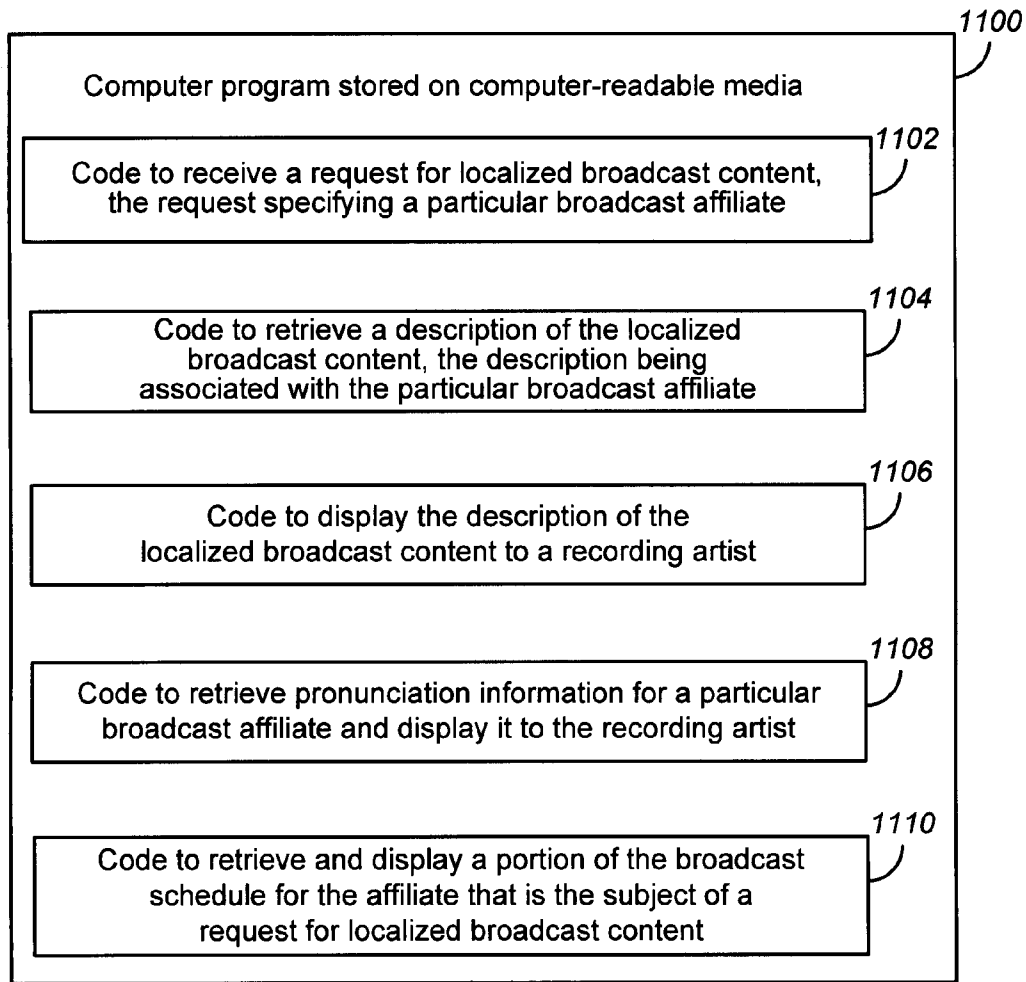 1100
Computer program stored on computer-readable media
1102
Code to receive a request for localized broadcast content,
the request specifying a particular broadcast affiliate
1104
Code to retrieve a description of the localized
broadcast content, the description being
associated with the particular broadcast affiliate
1106
Code to display the description of the
localized broadcast content to a recording artist
1108
Code to retrieve pronunciation information for a particular
broadcast affiliate and display it to the recording artist
1110
Code to retrieve and display a portion of the broadcast
schedule for the affiliate that is the subject of a
request for localized broadcast content